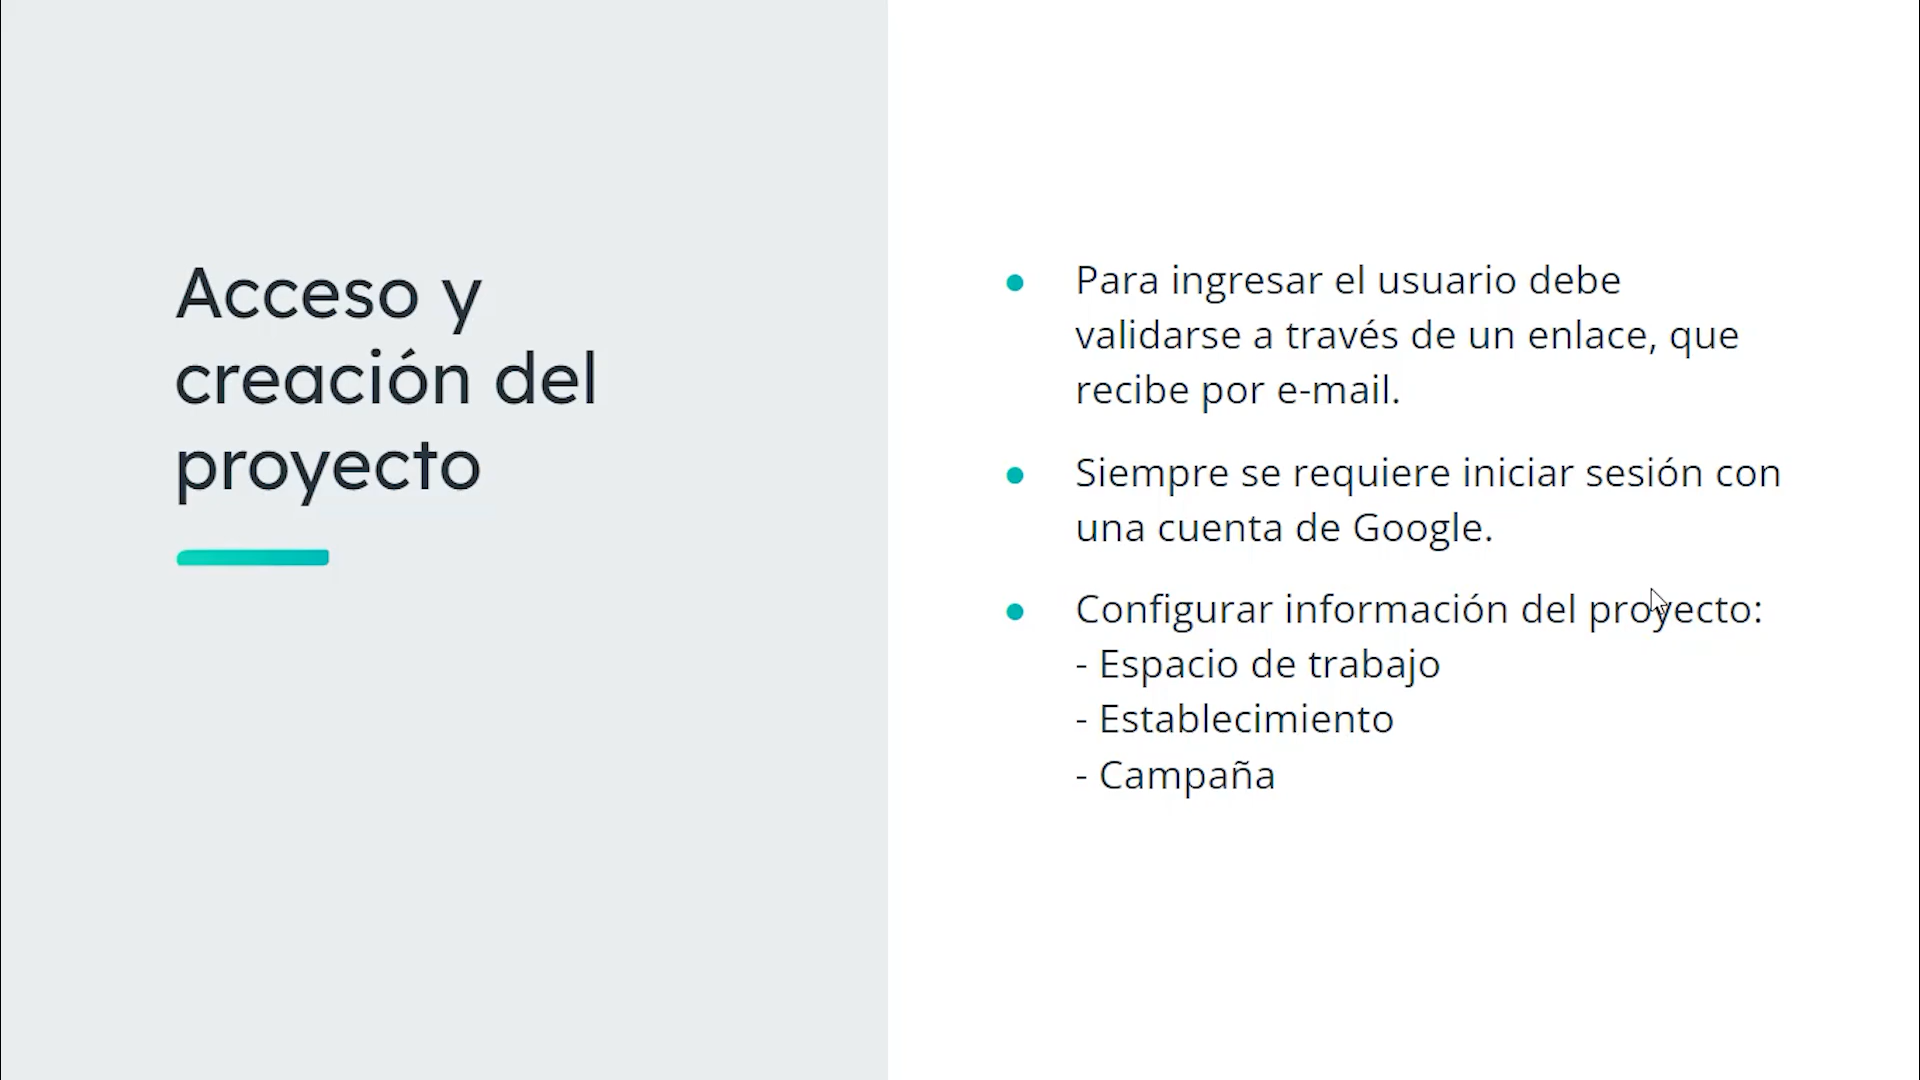 Acceso y
creación del
proyecto
● Para ingresar el usuario debe
validarse a través de un enlace, que
recibe por e-mail.
● Siempre se requiere iniciar sesión con
una cuenta de Google.
● Configurar información del proyecto:
- Espacio de trabajo
- Establecimiento
- Campaña